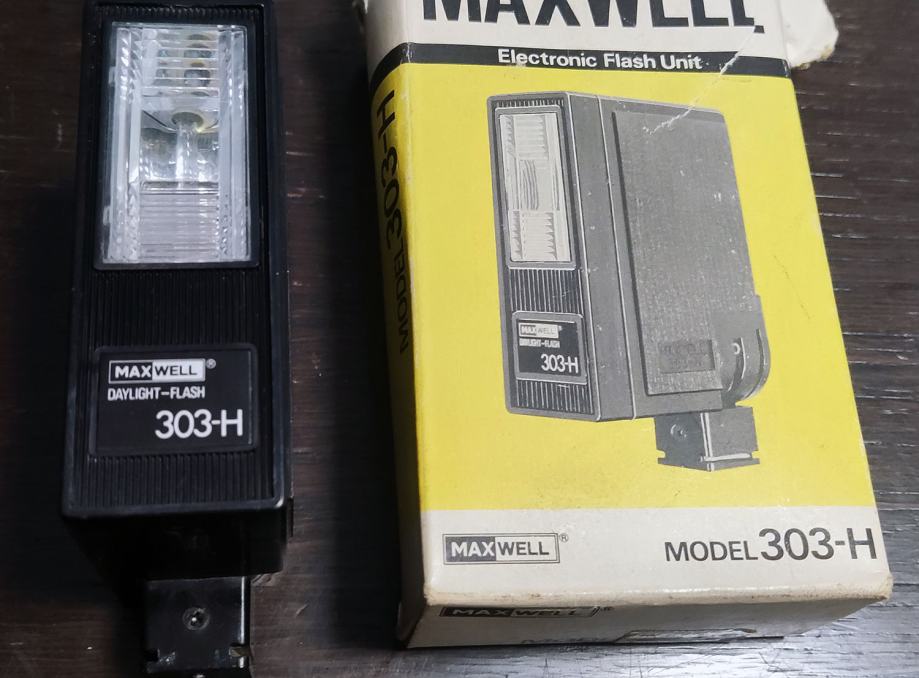 MAXWELL®
DAYLIGHT-FLASH
303-H
MAXWELL
Electronic Flash Unit
MODEL 303-H
MAXWELL®
DAYLIGHT-FLASH
303-H
MAXWELL®
MODEL 303-H
MAXWELL®